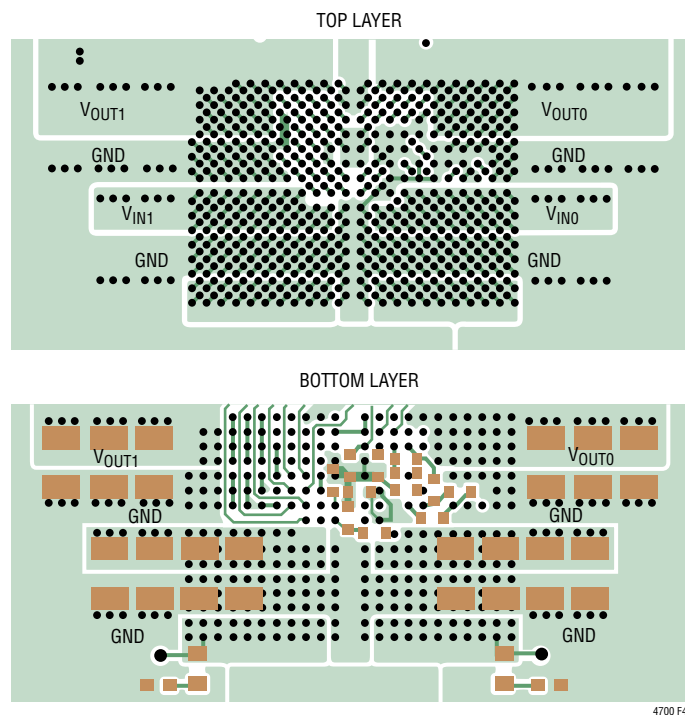 TOP LAYER
VOUT1 VOUT0
GND GND
VIN1 VIN0
GND GND
BOTTOM LAYER
VOUT1 VOUT0
GND GND
GND GND
4700 F4